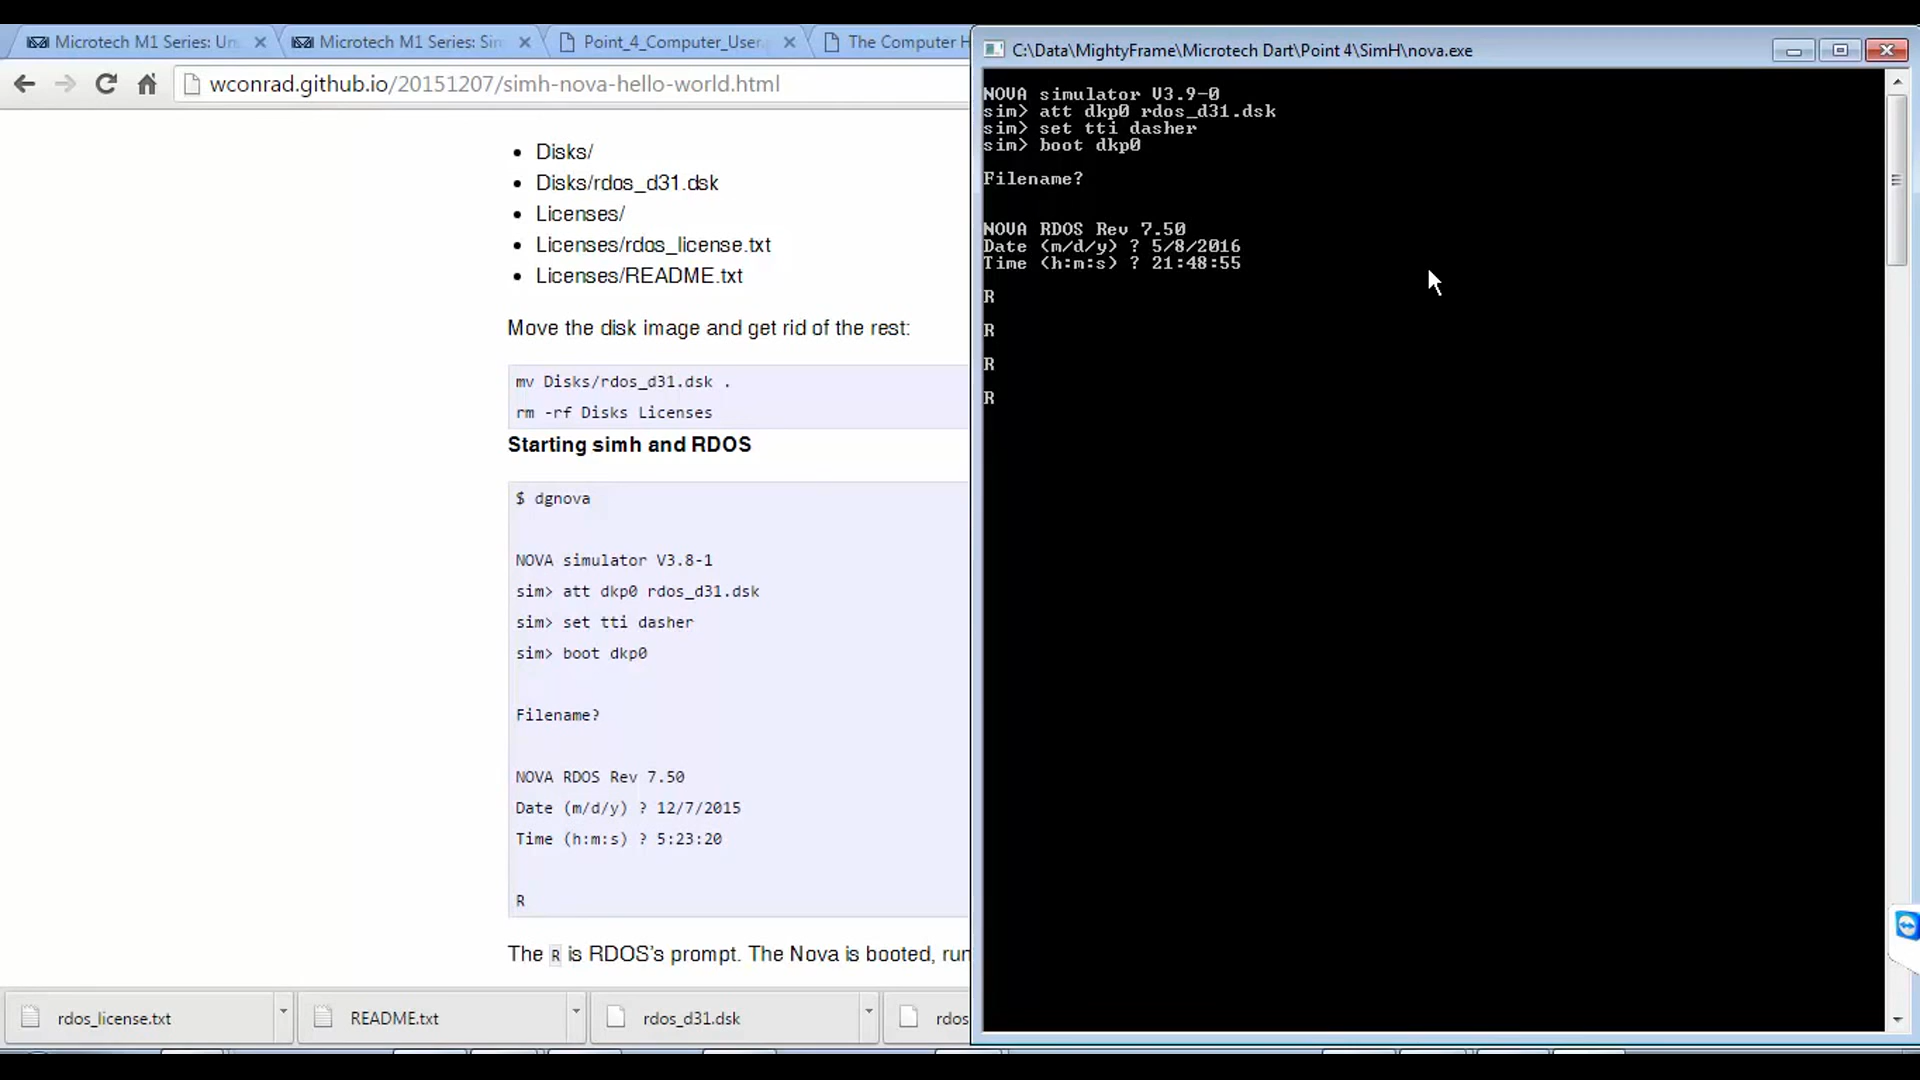 Microtech M1 Series: Un
Microtech M1 Series: Sim
Point_4_Computer_User
The Computer H
wconrad.github.io/20151207/simh-nova-hello-world.html
Disks/
Disks/rdos_d31.dsk
Licenses/
Licenses/rdos_license.txt
Licenses/README.txt
Move the disk image and get rid of the rest:
mv Disks/rdos_d31.dsk .
rm -rf Disks Licenses
Starting simh and RDOS
$ dgnova
NOVA simulator V3.8-1
sim> att dkp0 rdos_d31.dsk
sim> set tti dasher
sim> boot dkp0
Filename?
NOVA RDOS Rev 7.50
Date (m/d/y) ? 12/7/2015
Time (h:m:s) ? 5:23:20
R
The R is RDOS's prompt. The Nova is booted, run
rdos_license.txt
README.txt
rdos_d31.dsk
rdos
C:\Data\MightyFrame\Microtech Dart\Point 4\SimH\nova.exe
NOVA simulator V3.9-0
sim> att dkp0 rdos_d31.dsk
sim> set tti dasher
sim> boot dkp0
Filename?
NOVA RDOS Rev 7.50
Date (m/d/y) ? 5/8/2016
Time (h:m:s) ? 21:48:55
R
R
R
R